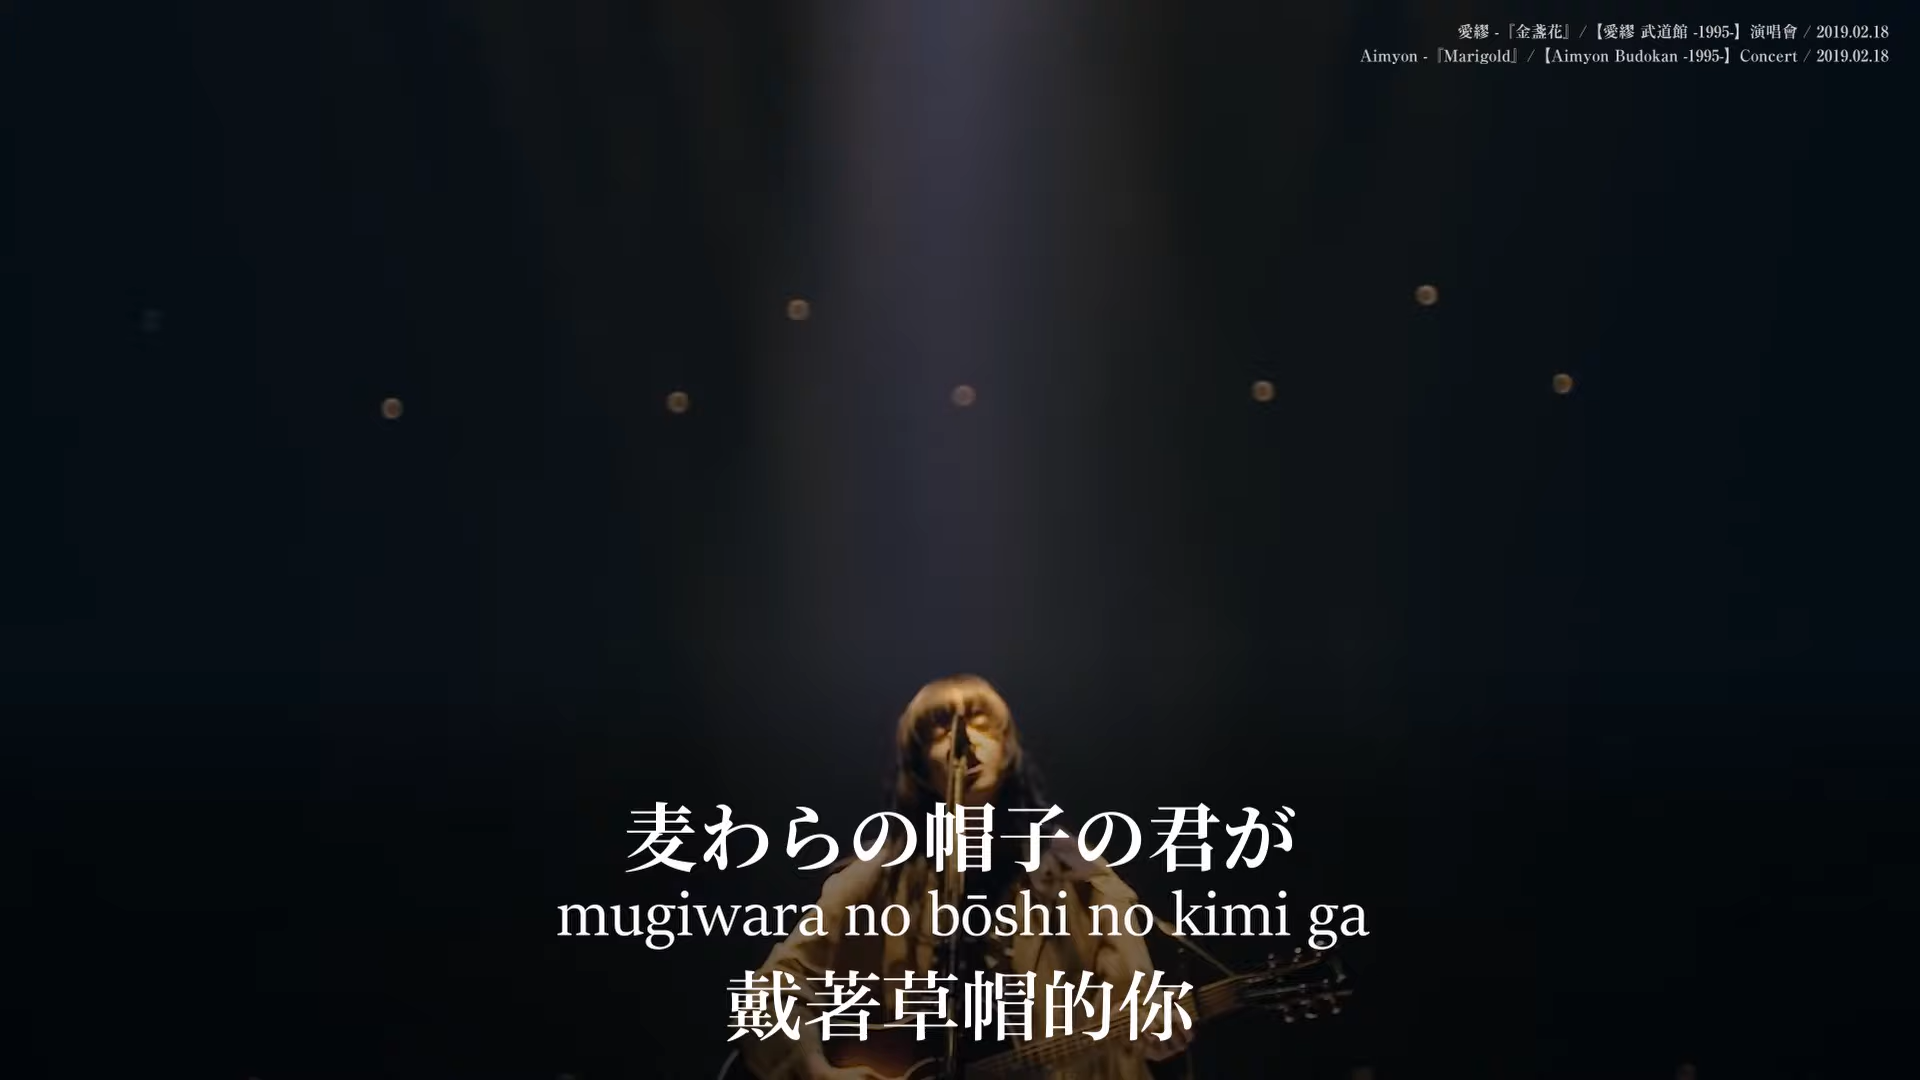 愛繆 -『金盞花』/【愛繆 武道館 -1995-】演唱會 / 2019.02.18
Aimyon -『Marigold』/【Aimyon Budokan -1995-】Concert / 2019.02.18
麦わらの帽子の君が
mugiwara no bōshi no kimi ga
戴著草帽的你